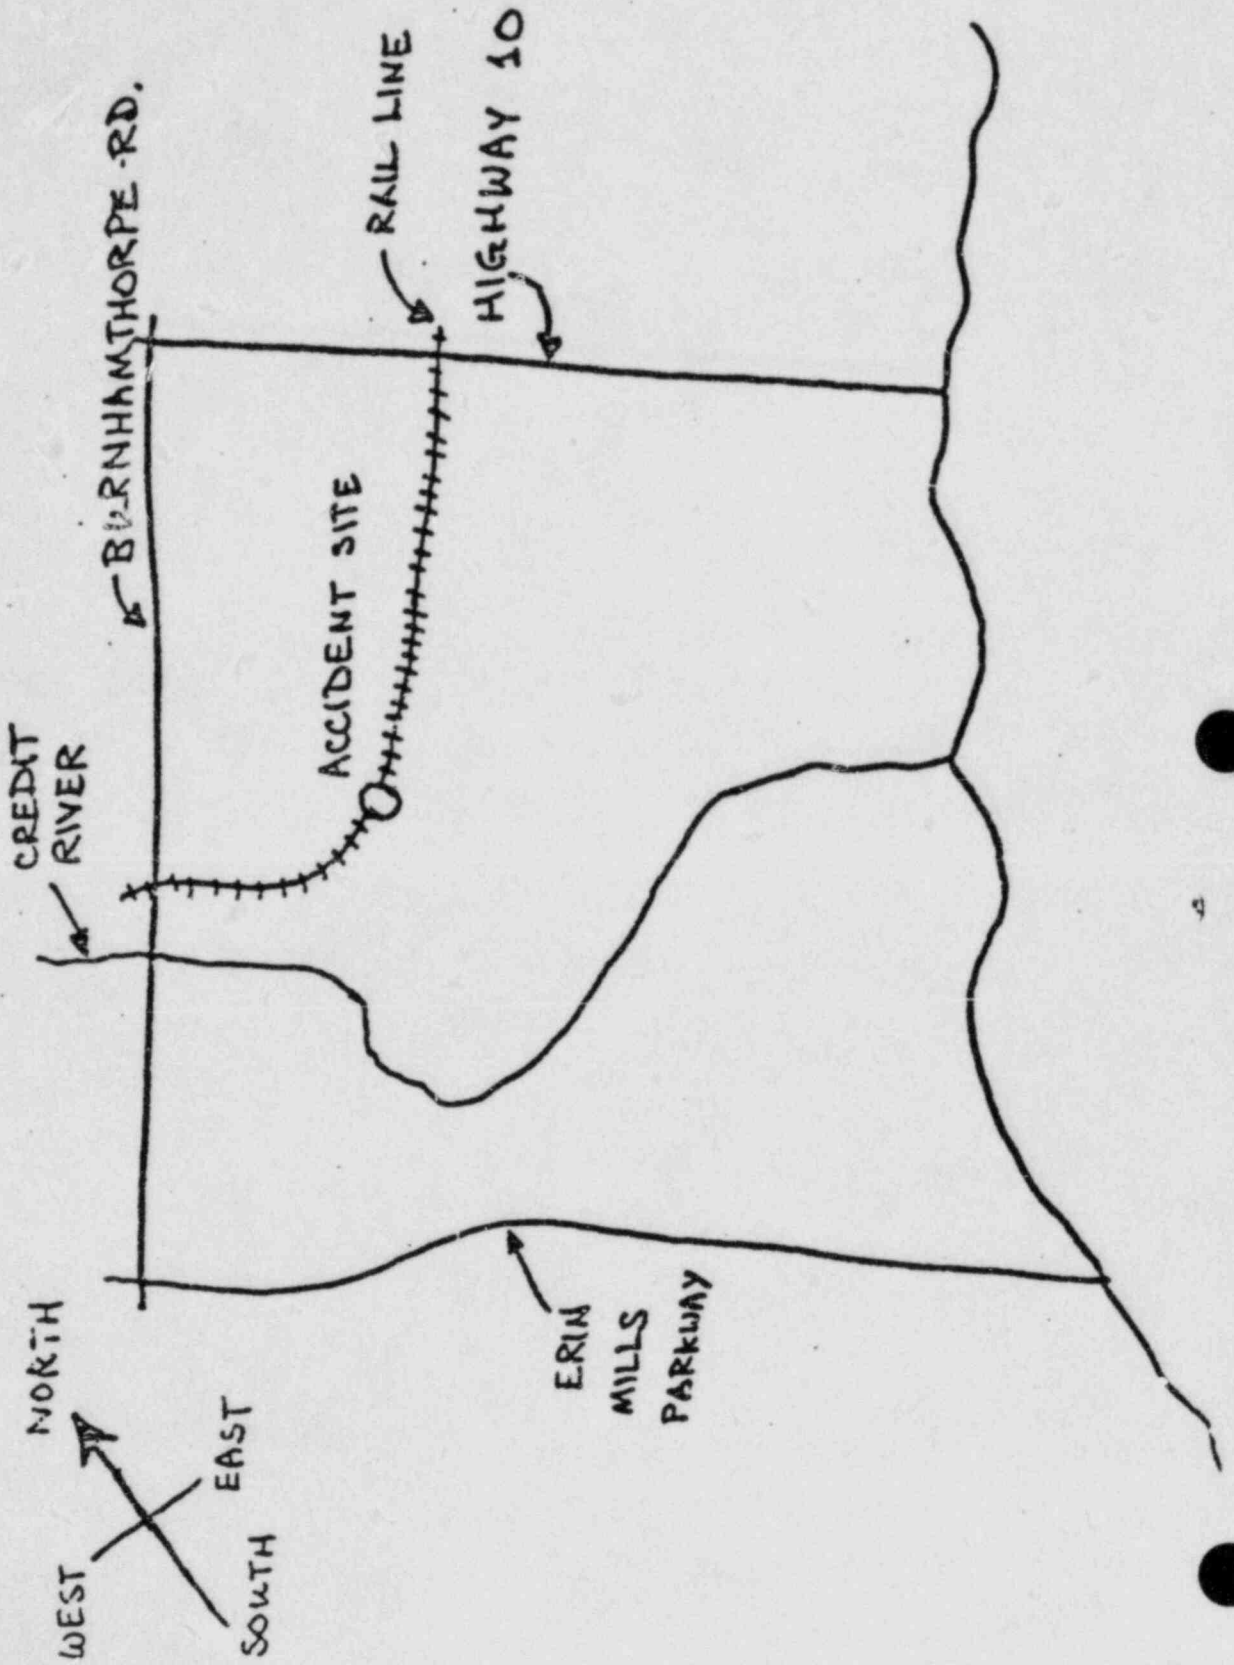 BURNHAMTHORPE RD.
CREDIT
RIVER
RAIL LINE
HIGHWAY 10
ACCIDENT SITE
NORTH
WEST
EAST
SOUTH
ERIN
MILLS
PARKWAY